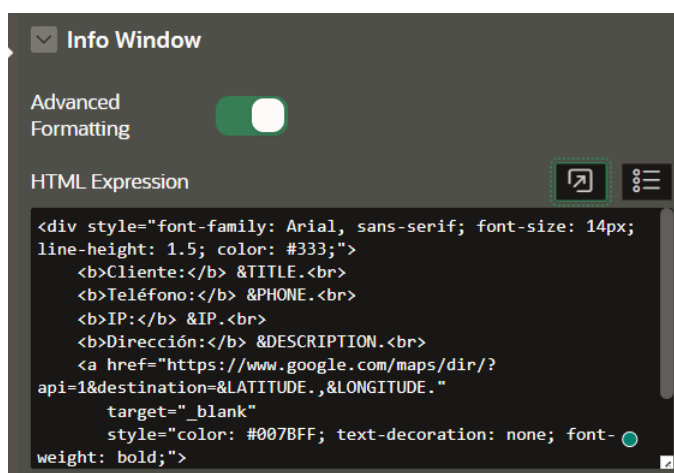 Info Window
Advanced
Formatting
HTML Expression
<div style="font-family: Arial, sans-serif; font-size: 14px;
line-height: 1.5; color: #333;">
    <b>Cliente:</b> &TITLE.<br>
    <b>Teléfono:</b> &PHONE.<br>
    <b>IP:</b> &IP.<br>
    <b>Dirección:</b> &DESCRIPTION.<br>
    <a href="https://www.google.com/maps/dir/?
api=1&destination=&LATITUDE.,&LONGITUDE."
       target="_blank"
       style="color: #007BFF; text-decoration: none; font-
weight: bold;">